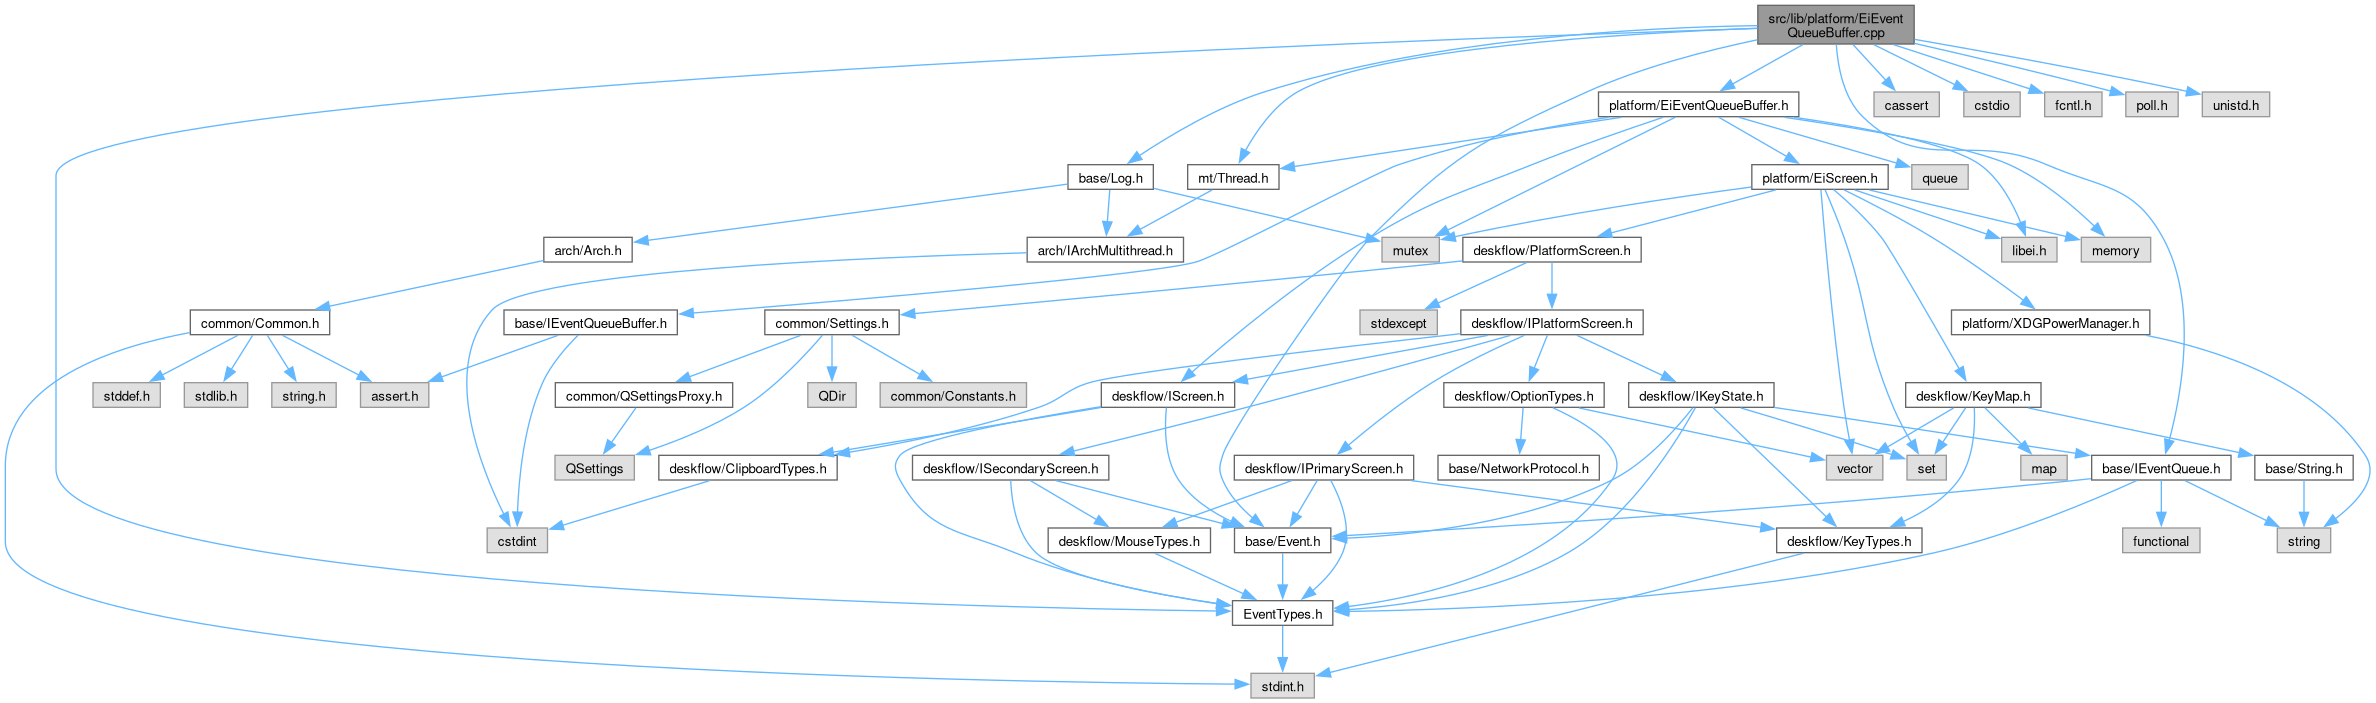 src/lib/platform/EiEvent
QueueBuffer.cpp
platform/EiEventQueueBuffer.h
cassert
cstdio
fcntl.h
poll.h
unistd.h
base/Log.h
mt/Thread.h
platform/EiScreen.h
queue
arch/Arch.h
arch/IArchMultithread.h
mutex
deskflow/PlatformScreen.h
libei.h
memory
common/Common.h
base/IEventQueueBuffer.h
common/Settings.h
stdexcept
deskflow/IPlatformScreen.h
platform/XDGPowerManager.h
stddef.h
stdlib.h
string.h
assert.h
common/QSettingsProxy.h
QDir
common/Constants.h
deskflow/IScreen.h
deskflow/OptionTypes.h
deskflow/IKeyState.h
deskflow/KeyMap.h
QSettings
deskflow/ClipboardTypes.h
deskflow/ISecondaryScreen.h
deskflow/IPrimaryScreen.h
base/NetworkProtocol.h
vector
set
map
base/IEventQueue.h
base/String.h
cstdint
deskflow/MouseTypes.h
base/Event.h
deskflow/KeyTypes.h
functional
string
EventTypes.h
stdint.h